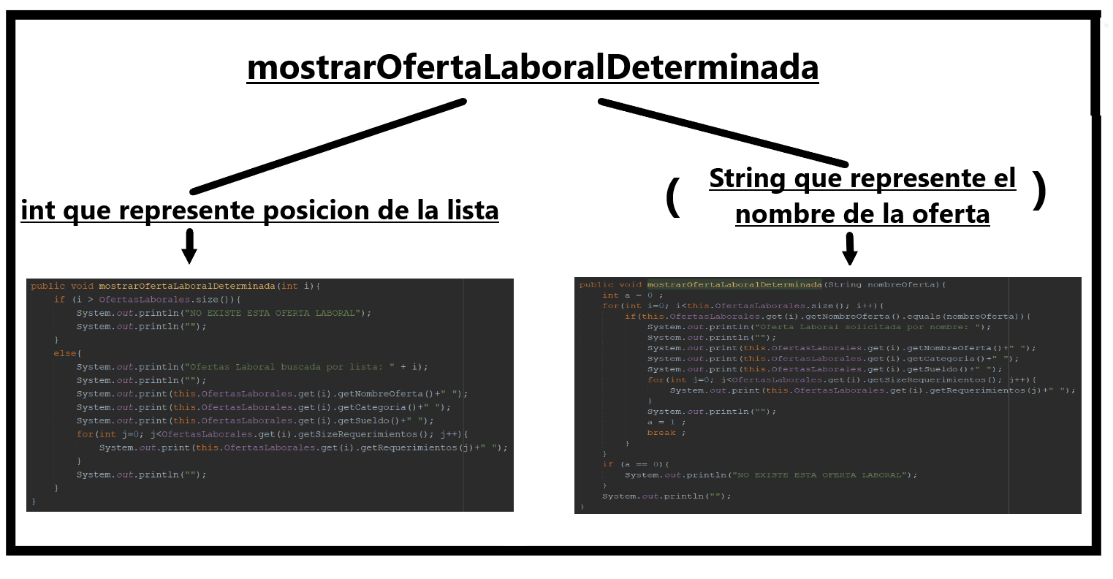 mostrarOfertaLaboralDeterminada
int que represente posicion de la lista
( String que represente el )
nombre de la oferta
public void mostrarOfertaLaboralDeterminada(int i){
if (i > OfertasLaborales.size()){
System.out.println("NO EXISTE ESTA OFERTA LABORAL");
System.out.println("");
}
else{
System.out.println("Ofertas Laboral buscada por lista: " + i);
System.out.println("");
System.out.print(this.OfertasLaborales.get(i).getNombreOferta()+" ");
System.out.print(this.OfertasLaborales.get(i).getCategoria()+" ");
System.out.print(this.OfertasLaborales.get(i).getSueldo()+" ");
for(int j=0; j<OfertasLaborales.get(i).getSizeRequerimientos(); j++){
System.out.print(this.OfertasLaborales.get(i).getRequerimientos(j)+" ");
}
System.out.println("");
}
}
public void mostrarOfertaLaboralDeterminada(String nombreOferta){
int a = 0 ;
for(int i=0; i<this.OfertasLaborales.size(); i++){
if(this.OfertasLaborales.get(i).getNombreOferta().equals(nombreOferta)){
System.out.println("Oferta Laboral solicitada por nombre: ");
System.out.println("");
System.out.print(this.OfertasLaborales.get(i).getNombreOferta()+" ");
System.out.print(this.OfertasLaborales.get(i).getCategoria()+" ");
System.out.print(this.OfertasLaborales.get(i).getSueldo()+" ");
for(int j=0; j<OfertasLaborales.get(i).getSizeRequerimientos(); j++){
System.out.print(this.OfertasLaborales.get(i).getRequerimientos(j)+" ");
}
System.out.println("");
a = 1 ;
break ;
}
}
if (a == 0){
System.out.println("NO EXISTE ESTA OFERTA LABORAL");
}
System.out.println("");
}